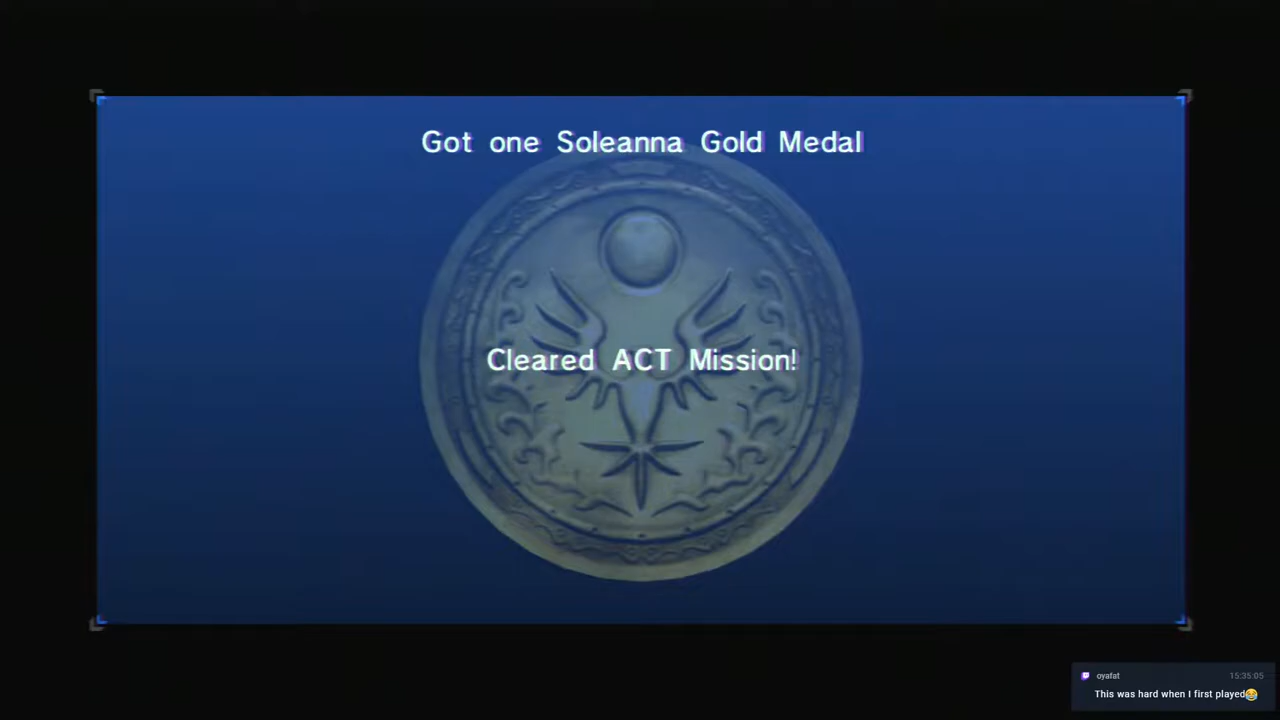 Got one Soleanna Gold Medal
Cleared ACT Mission!
oyafat 15:35:05
This was hard when I first played😂